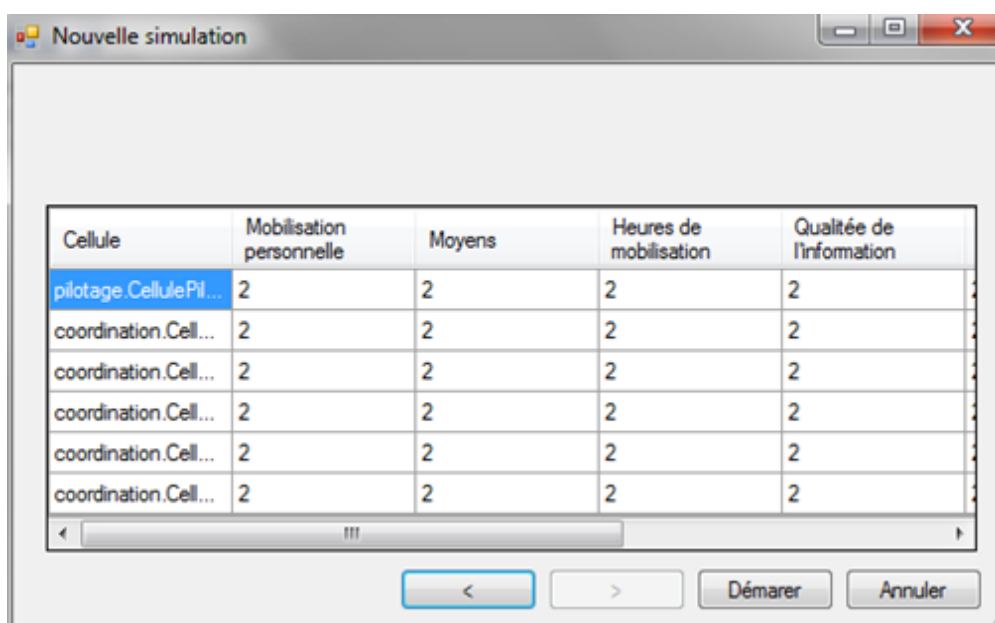 Nouvelle simulation
Cellule Mobilisation personnelle Moyens Heures de mobilisation Qualitée de l'information
pilotage.CellulePil... 2 2 2 2
coordination.Cell... 2 2 2 2
coordination.Cell... 2 2 2 2
coordination.Cell... 2 2 2 2
coordination.Cell... 2 2 2 2
coordination.Cell... 2 2 2 2
< > Démarer Annuler